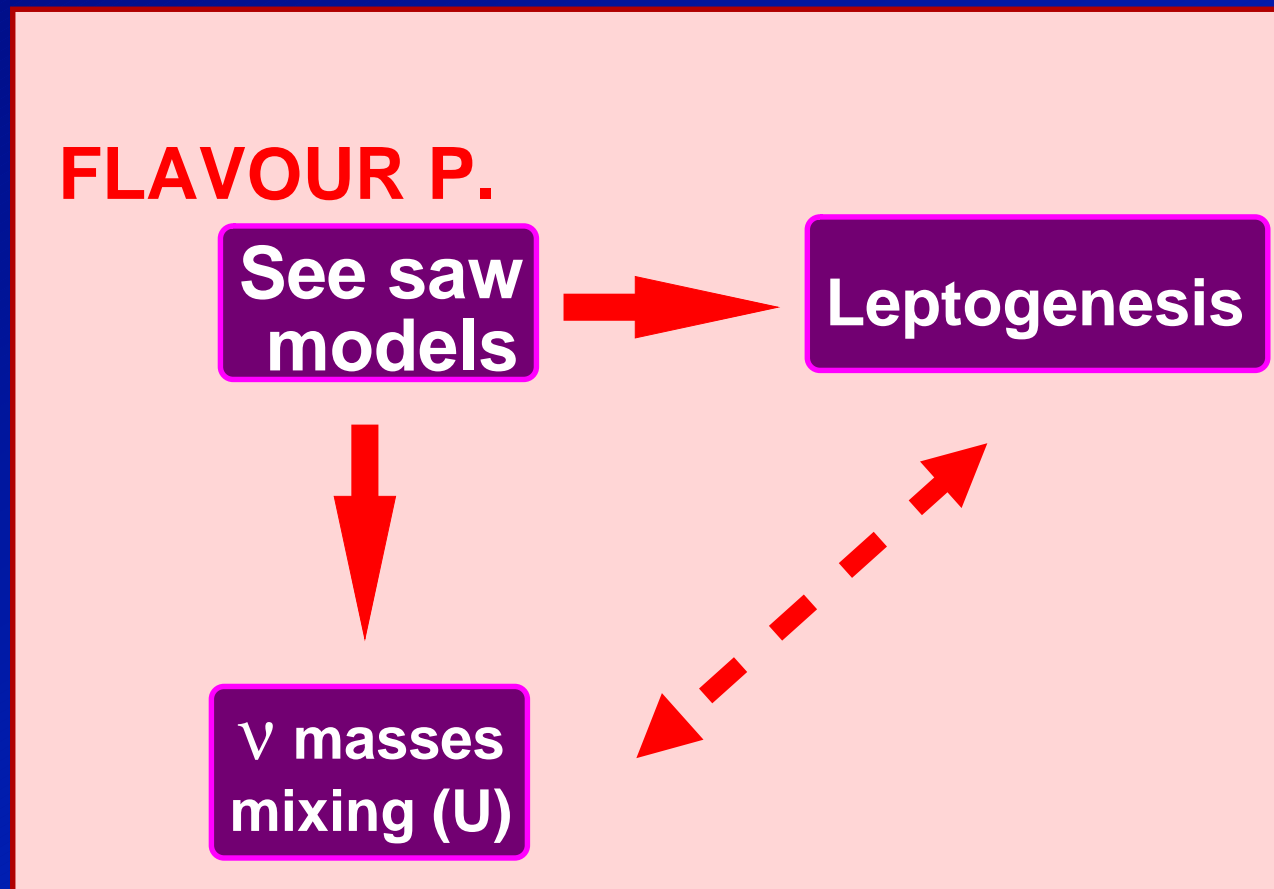 FLAVOUR P.
See saw
models
Leptogenesis
ν masses
mixing (U)